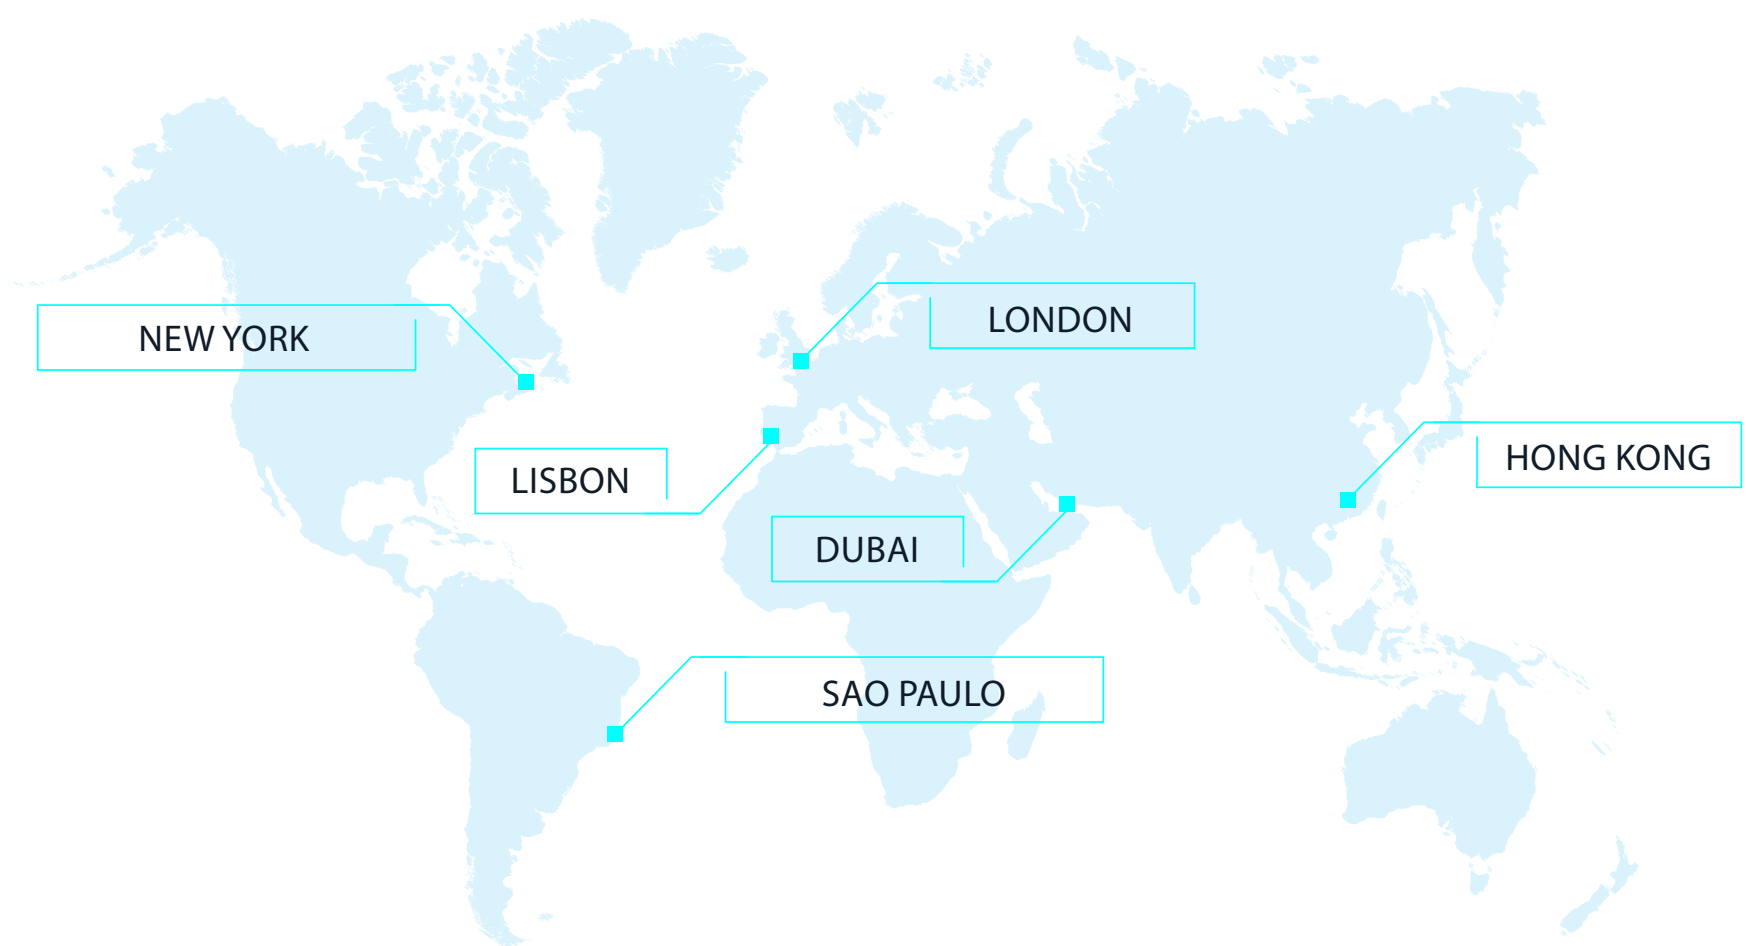 LONDON
NEW YORK
HONG KONG
LISBON
DUBAI
SAO PAULO